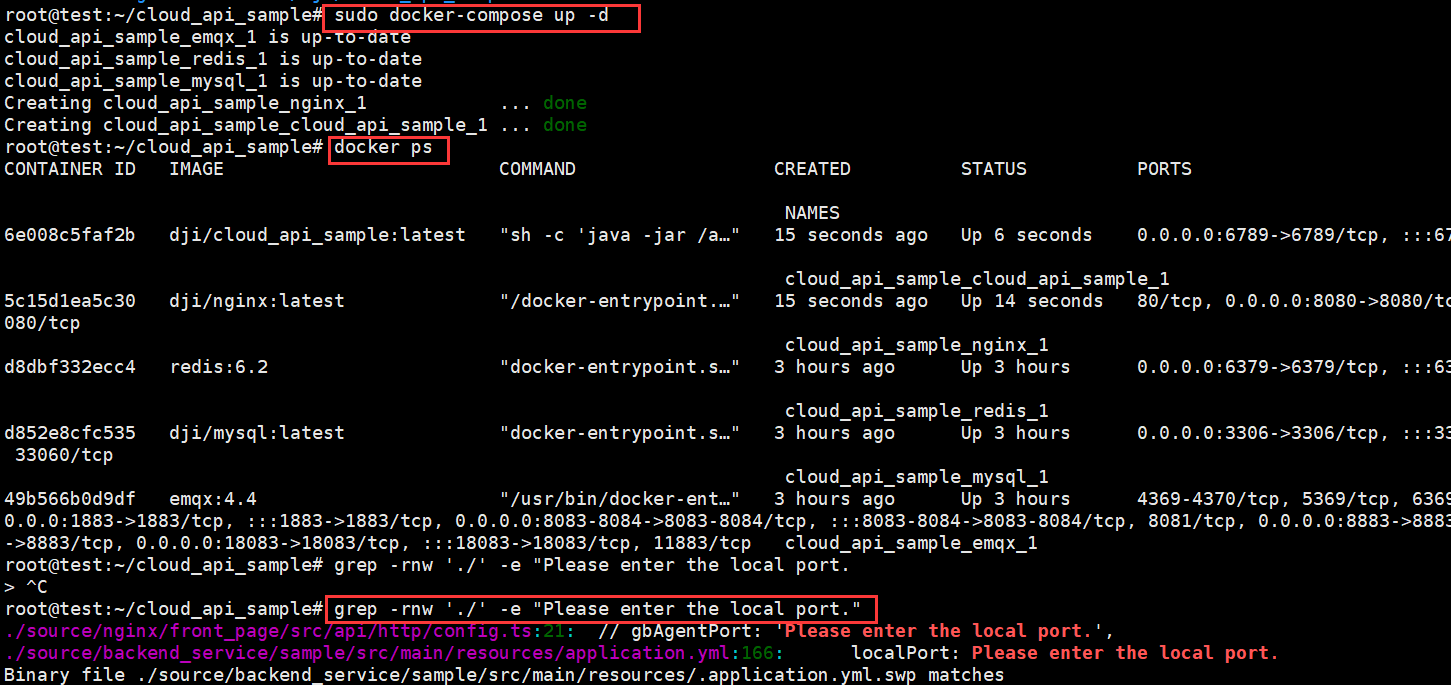 root@test:~/cloud_api_sample# sudo docker-compose up -d
cloud_api_sample_emqx_1 is up-to-date
cloud_api_sample_redis_1 is up-to-date
cloud_api_sample_mysql_1 is up-to-date
Creating cloud_api_sample_nginx_1            ... done
Creating cloud_api_sample_cloud_api_sample_1 ... done
root@test:~/cloud_api_sample# docker ps
CONTAINER ID   IMAGE                         COMMAND                  CREATED          STATUS          PORTS
NAMES
6e008c5faf2b   dji/cloud_api_sample:latest   "sh -c 'java -jar /a…"   15 seconds ago   Up 6 seconds    0.0.0.0:6789->6789/tcp, :::67
cloud_api_sample_cloud_api_sample_1
5c15d1ea5c30   dji/nginx:latest              "/docker-entrypoint.…"   15 seconds ago   Up 14 seconds   80/tcp, 0.0.0.0:8080->8080/tc
080/tcp
cloud_api_sample_nginx_1
d8dbf332ecc4   redis:6.2                     "docker-entrypoint.s…"   3 hours ago      Up 3 hours      0.0.0.0:6379->6379/tcp, :::63
cloud_api_sample_redis_1
d852e8cfc535   dji/mysql:latest              "docker-entrypoint.s…"   3 hours ago      Up 3 hours      0.0.0.0:3306->3306/tcp, :::33
33060/tcp
cloud_api_sample_mysql_1
49b566b0d9df   emqx:4.4                      "/usr/bin/docker-ent…"   3 hours ago      Up 3 hours      4369-4370/tcp, 5369/tcp, 6369
0.0.0:1883->1883/tcp, :::1883->1883/tcp, 0.0.0.0:8083-8084->8083-8084/tcp, :::8083-8084->8083-8084/tcp, 8081/tcp, 0.0.0.0:8883->8883
->8883/tcp, 0.0.0.0:18083->18083/tcp, :::18083->18083/tcp, 11883/tcp   cloud_api_sample_emqx_1
root@test:~/cloud_api_sample# grep -rnw './' -e "Please enter the local port.
> ^C
root@test:~/cloud_api_sample# grep -rnw './' -e "Please enter the local port."
./source/nginx/front_page/src/api/http/config.ts:21:  // gbAgentPort: 'Please enter the local port.',
./source/backend_service/sample/src/main/resources/application.yml:166:      localPort: Please enter the local port.
Binary file ./source/backend_service/sample/src/main/resources/.application.yml.swp matches